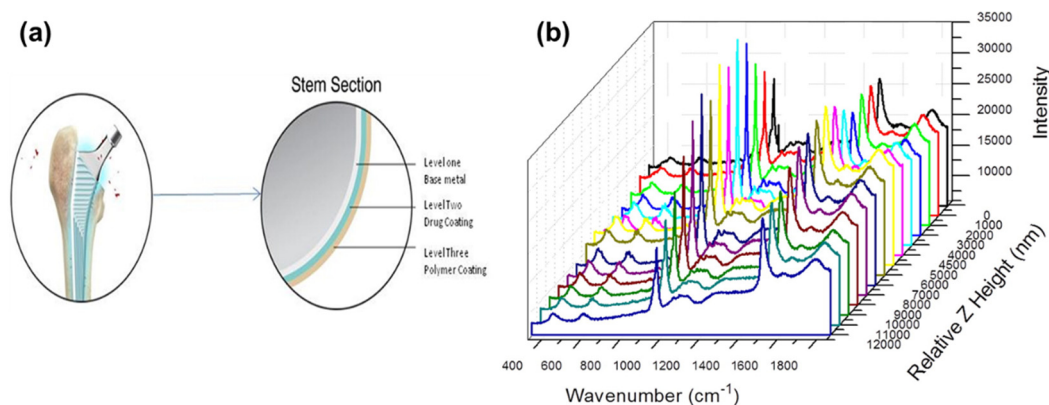 (a)
Stem Section
Level one
Base metal
Level Two
Drug Coating
Level Three
Polymer Coating
(b)
35000
30000
25000
20000
15000
10000
Intensity
0
1000
2000
3000
4500
5000
6000
7000
8000
9000
10000
11000
12000
Relative Z Height (nm)
400 600 800 1000 1200 1400 1600 1800
Wavenumber (cm⁻¹)